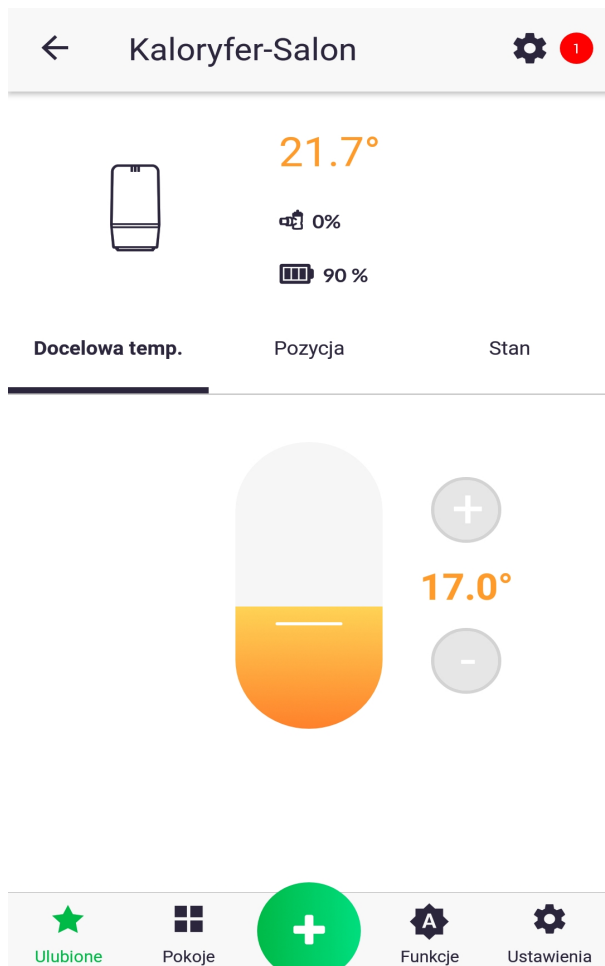 Kaloryfer-Salon
1
21.7°
0%
90 %
Docelowa temp.
Pozycja
Stan
+
17.0°
-
Ulubione
Pokoje
+
A
Funkcje
Ustawienia